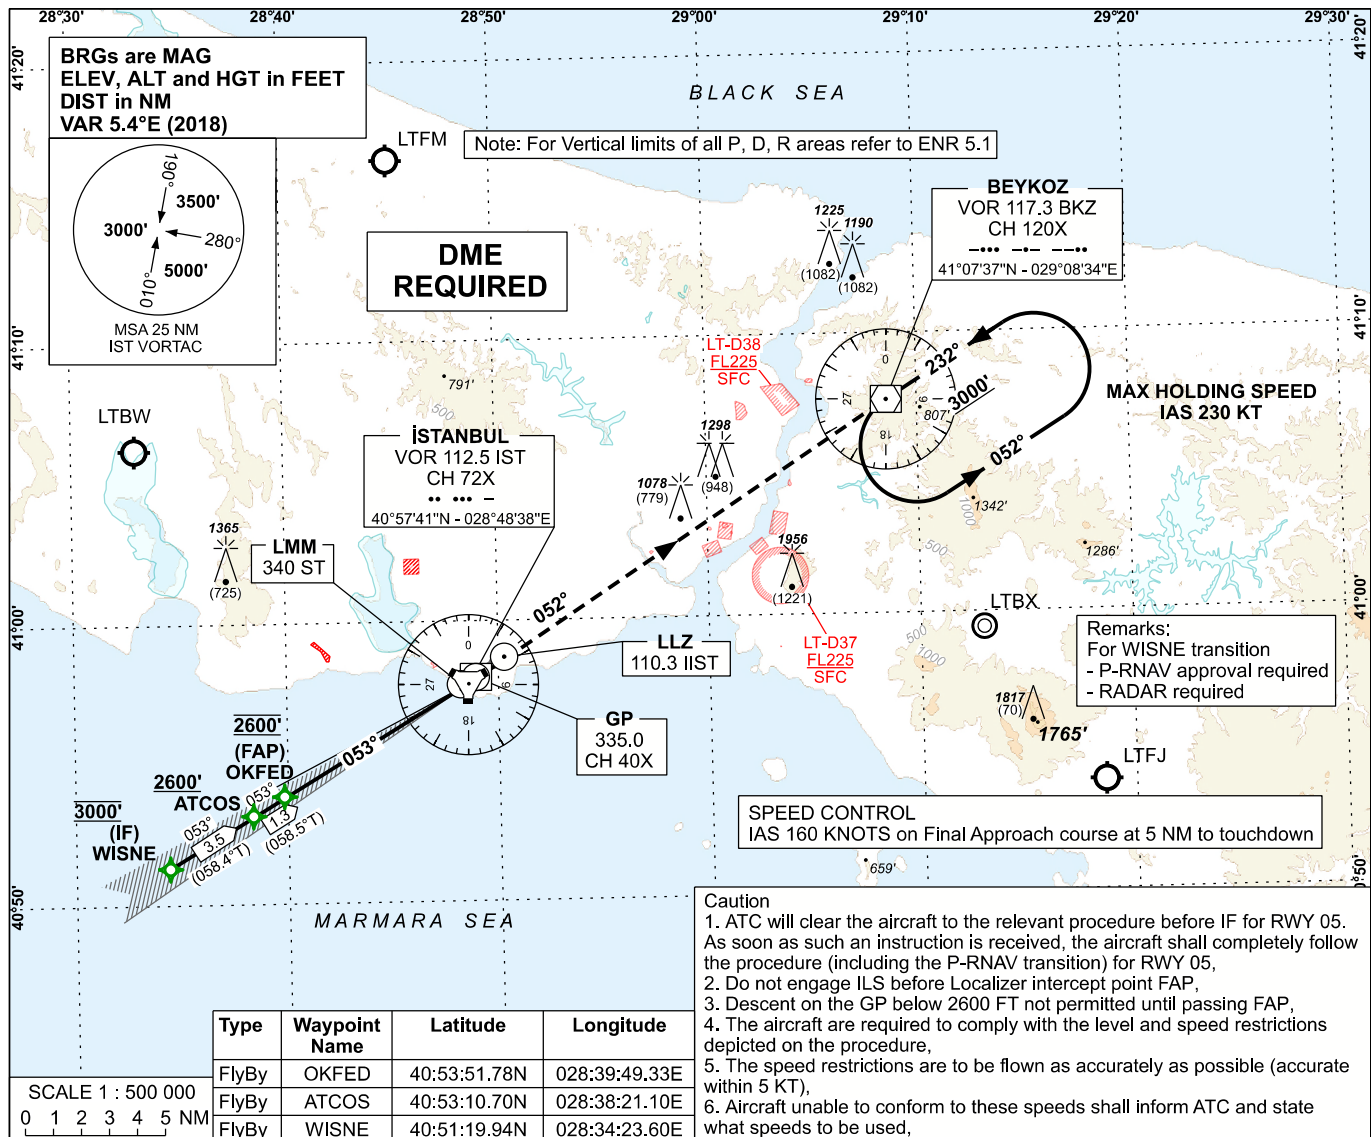 28°30' 28°40' 28°50' 29°00' 29°10' 29°20' 29°30'
41°20' 41°20'
BRGs are MAG
ELEV, ALT and HGT in FEET
DIST in NM
VAR 5.4°E (2018)
190°
3500'
3000'
280°
5000'
010°
MSA 25 NM
IST VORTAC
BLACK SEA
LTFM
Note: For Vertical limits of all P, D, R areas refer to ENR 5.1
DME
REQUIRED
BEYKOZ
VOR 117.3 BKZ
CH 120X
41°07'37"N - 029°08'34"E
1225
1190
(1082)
(1082)
41°10' 41°10'
LT-D38
FL225
SFC
791'
500
0
27
9
18
232°
3000'
807'
052°
MAX HOLDING SPEED
IAS 230 KT
LTBW
İSTANBUL
VOR 112.5 IST
CH 72X
40°57'41"N - 028°48'38"E
1298
(948)
1078
(779)
1342'
1000
500
1286'
1365
(725)
LMM
340 ST
1956
(1221)
41°00' 41°00'
052°
LTBX
LLZ
110.3 IIST
LT-D37
FL225
SFC
500
1000
Remarks:
For WISNE transition
- P-RNAV approval required
- RADAR required
0
27
9
18
GP
335.0
CH 40X
1817
(70)
1765'
LTFJ
2600'
(FAP)
OKFED
053°
2600'
ATCOS
053°
3000'
(IF)
WISNE
053°
3.5
(058.4°T)
1.3
(058.5°T)
SPEED CONTROL
IAS 160 KNOTS on Final Approach course at 5 NM to touchdown
659'
40°50' 0°50'
MARMARA SEA
Caution
1. ATC will clear the aircraft to the relevant procedure before IF for RWY 05.
As soon as such an instruction is received, the aircraft shall completely follow
the procedure (including the P-RNAV transition) for RWY 05,
2. Do not engage ILS before Localizer intercept point FAP,
3. Descent on the GP below 2600 FT not permitted until passing FAP,
4. The aircraft are required to comply with the level and speed restrictions
depicted on the procedure,
5. The speed restrictions are to be flown as accurately as possible (accurate
within 5 KT),
6. Aircraft unable to conform to these speeds shall inform ATC and state
what speeds to be used,
Type Waypoint Name Latitude Longitude
FlyBy OKFED 40:53:51.78N 028:39:49.33E
FlyBy ATCOS 40:53:10.70N 028:38:21.10E
FlyBy WISNE 40:51:19.94N 028:34:23.60E
SCALE 1 : 500 000
0 1 2 3 4 5 NM